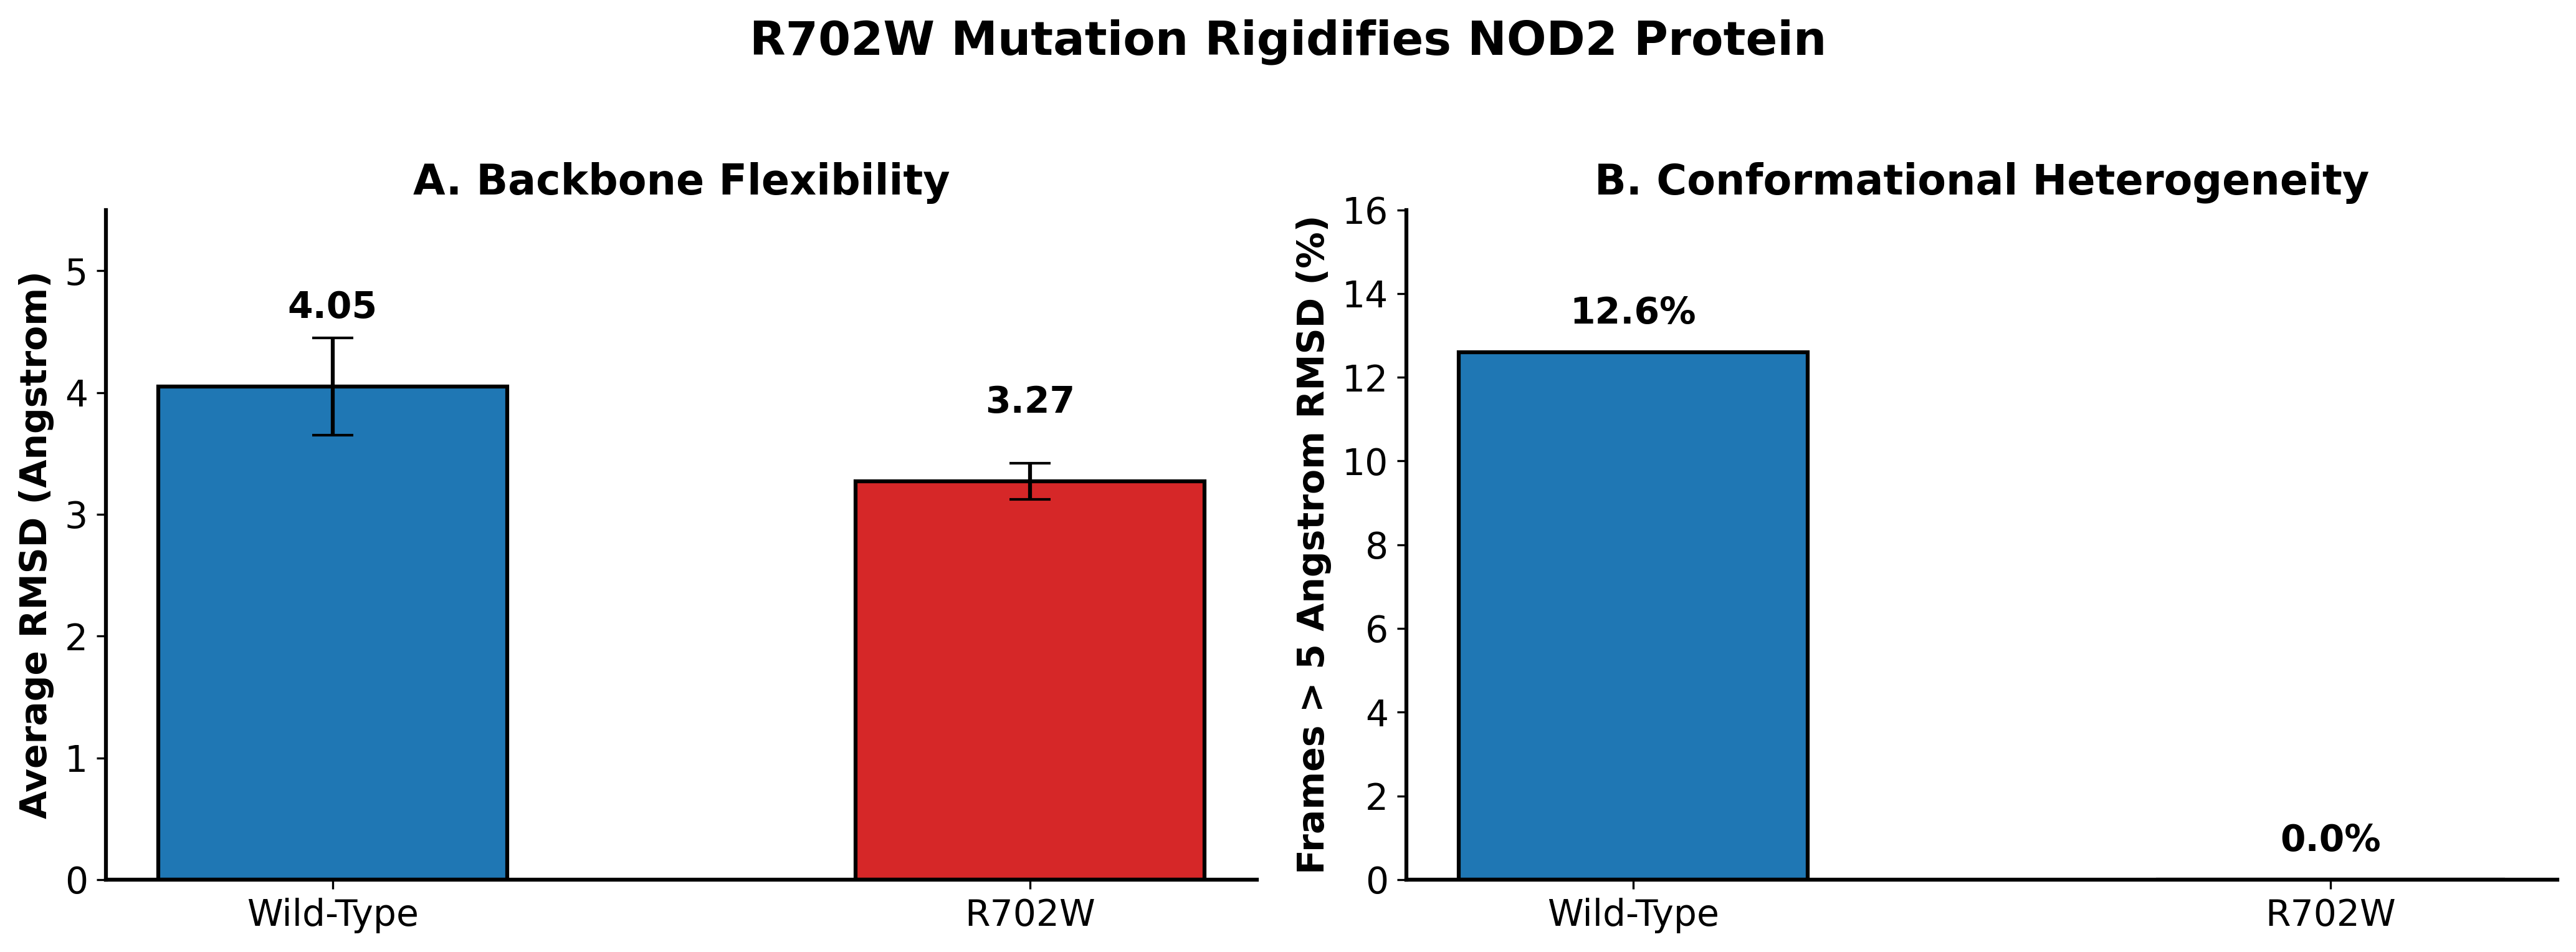 R702W Mutation Rigidifies NOD2 Protein
A. Backbone Flexibility
Average RMSD (Angstrom)
5
4
3
2
1
0
4.05
3.27
Wild-Type
R702W
B. Conformational Heterogeneity
Frames > 5 Angstrom RMSD (%)
16
14
12
10
8
6
4
2
0
12.6%
0.0%
Wild-Type
R702W